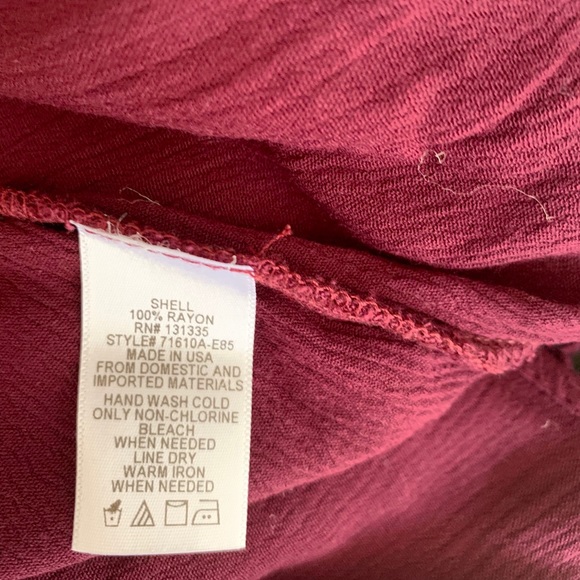 SHELL
100% RAYON
RN# 131335
STYLE# 71610A-E85
MADE IN USA
FROM DOMESTIC AND
IMPORTED MATERIALS
HAND WASH COLD
ONLY NON-CHLORINE
BLEACH
WHEN NEEDED
LINE DRY
WARM IRON
WHEN NEEDED